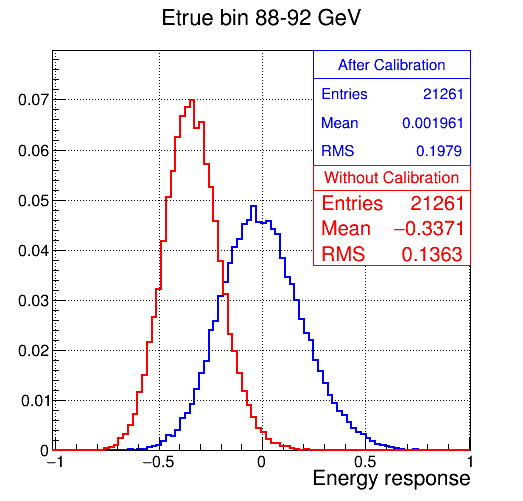 Etrue bin 88-92 GeV
After Calibration
Entries 21261
Mean 0.001961
RMS 0.1979
Without Calibration
Entries 21261
Mean −0.3371
RMS 0.1363
0.07
0.06
0.05
0.04
0.03
0.02
0.01
0
−1 −0.5 0 0.5 1
Energy response